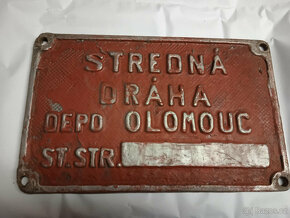 STREDNÁ
DRÁHA
DEPO OLOMOUC
ST. STR.